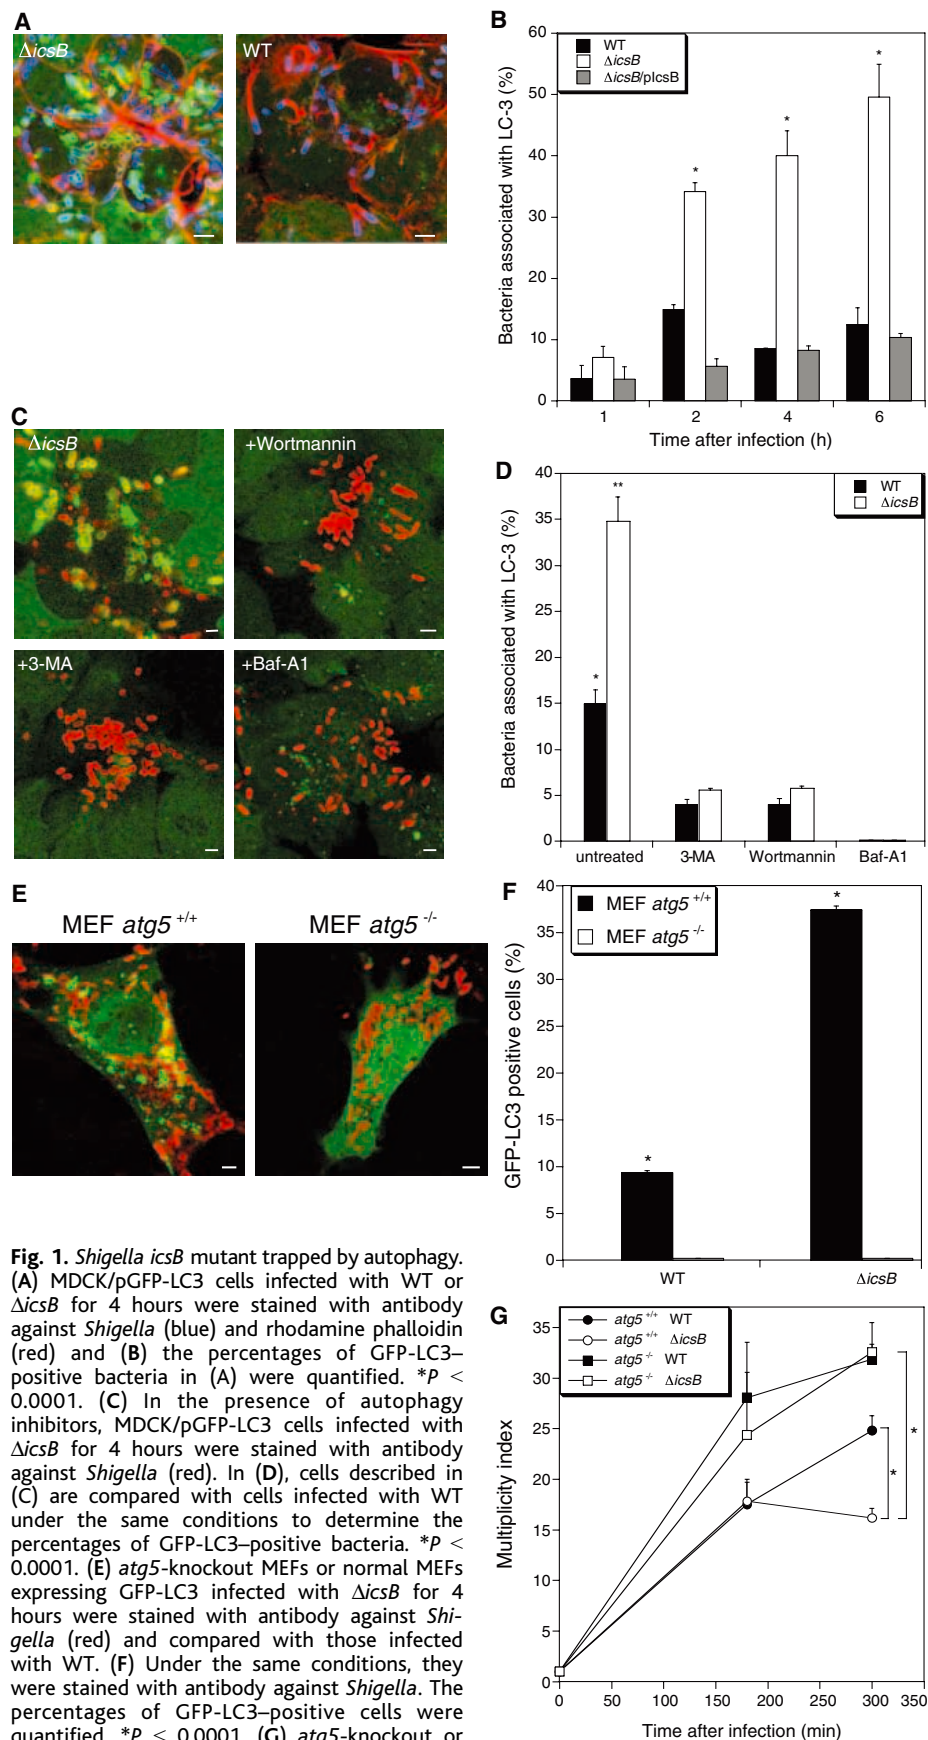 A
ΔicsB
WT
B
60
50
40
30
20
10
0
Bacteria associated with LC-3 (%)
WT
ΔicsB
ΔicsB/pIcsB
*
*
*
1
2
4
6
Time after infection (h)
C
ΔicsB
+Wortmannin
+3-MA
+Baf-A1
D
40
35
30
25
20
15
10
5
0
Bacteria associated with LC-3 (%)
WT
ΔicsB
*
**
untreated
3-MA
Wortmannin
Baf-A1
E
MEF atg5 +/+
MEF atg5 -/-
F
40
35
30
25
20
15
10
5
0
GFP-LC3 positive cells (%)
MEF atg5 +/+
MEF atg5 -/-
*
*
WT
ΔicsB
Fig. 1. Shigella icsB mutant trapped by autophagy.
(A) MDCK/pGFP-LC3 cells infected with WT or
ΔicsB for 4 hours were stained with antibody
against Shigella (blue) and rhodamine phalloidin
(red) and (B) the percentages of GFP-LC3–
positive bacteria in (A) were quantified. *P <
0.0001. (C) In the presence of autophagy
inhibitors, MDCK/pGFP-LC3 cells infected with
ΔicsB for 4 hours were stained with antibody
against Shigella (red). In (D), cells described in
(C) are compared with cells infected with WT
under the same conditions to determine the
percentages of GFP-LC3–positive bacteria. *P <
0.0001. (E) atg5-knockout MEFs or normal MEFs
expressing GFP-LC3 infected with ΔicsB for 4
hours were stained with antibody against Shi-
gella (red) and compared with those infected
with WT. (F) Under the same conditions, they
were stained with antibody against Shigella. The
percentages of GFP-LC3–positive cells were
quantified. *P < 0.0001. (G) atg5-knockout or
G
35
30
25
20
15
10
5
0
Multiplicity index
atg5 +/+ WT
atg5 +/+ ΔicsB
atg5 -/- WT
atg5 -/- ΔicsB
*
*
0
50
100
150
200
250
300
350
Time after infection (min)